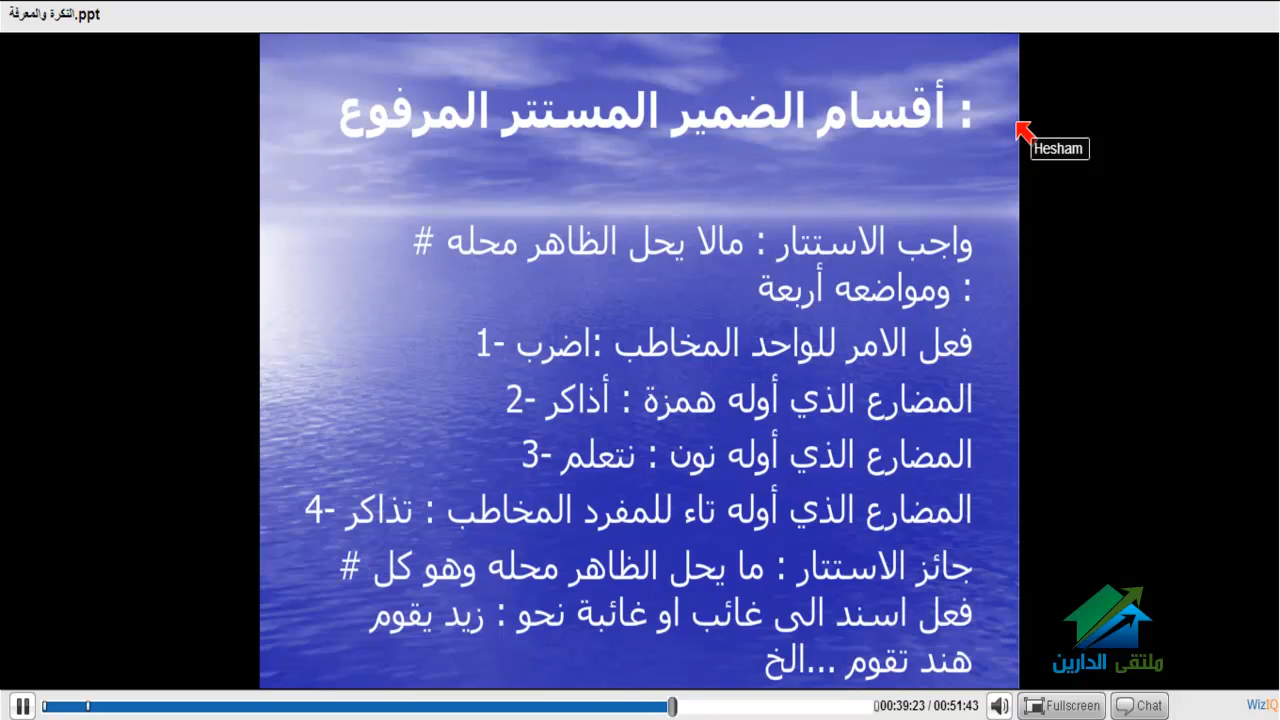 النكرة والمعرفة.ppt
أقسام الضمير المستتر المرفوع :
Hesham
# واجب الاستتار : مالا يحل الظاهر محله
ومواضعه أربعة :
1- فعل الامر للواحد المخاطب :اضرب
2- المضارع الذي أوله همزة : أذاكر
3- المضارع الذي أوله نون : نتعلم
4- المضارع الذي أوله تاء للمفرد المخاطب : تذاكر
# جائز الاستتار : ما يحل الظاهر محله وهو كل
فعل اسند الى غائب او غائبة نحو : زيد يقوم
هند تقوم ...الخ
ملتقى الدارين
00:39:23 / 00:51:43
Fullscreen
Chat
WizIQ